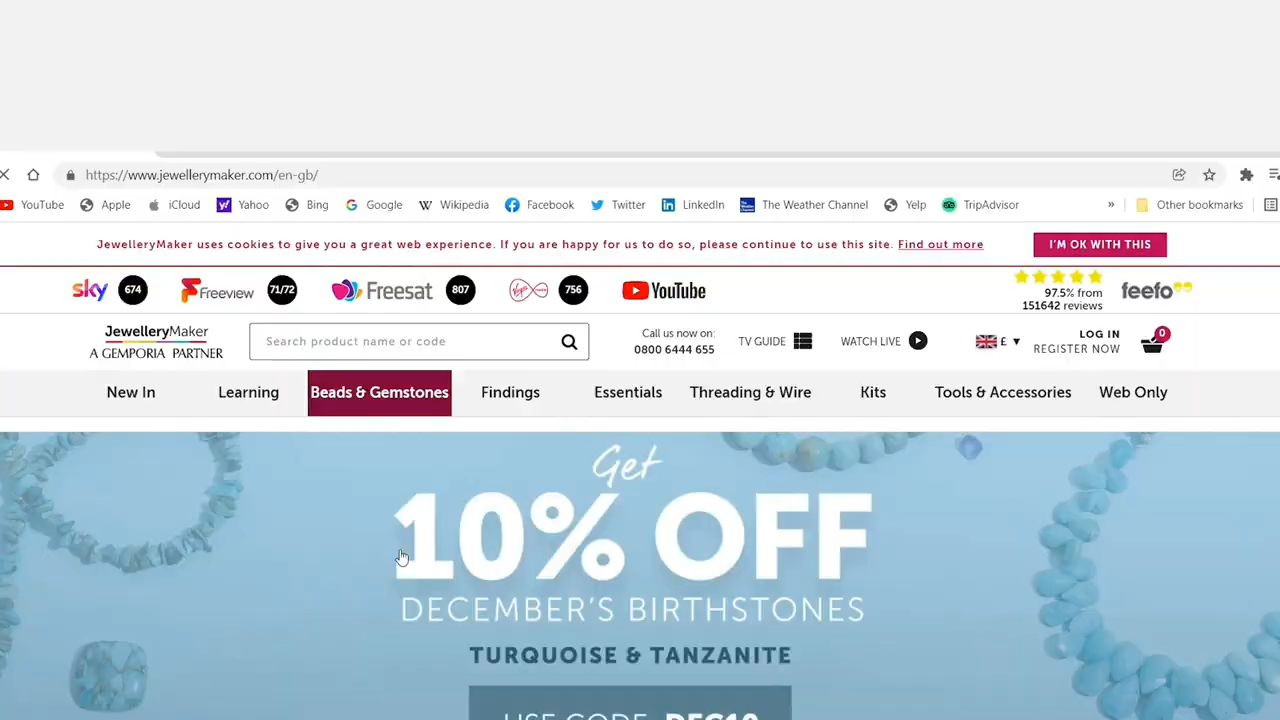 https://www.jewellerymaker.com/en-gb/
YouTube Apple iCloud Yahoo Bing Google Wikipedia Facebook Twitter LinkedIn The Weather Channel Yelp TripAdvisor » Other bookmarks
JewelleryMaker uses cookies to give you a great web experience. If you are happy for us to do so, please continue to use this site. Find out more
I'M OK WITH THIS
sky 674 Freeview 71/72 Freesat 807 Virgin media 756 YouTube
97.5% from
151642 reviews
feefo
JewelleryMaker
A GEMPORIA PARTNER
Search product name or code
Call us now on:
0800 6444 655
TV GUIDE
WATCH LIVE
£ ▼
LOG IN
REGISTER NOW
0
New In Learning Beads & Gemstones Findings Essentials Threading & Wire Kits Tools & Accessories Web Only
Get
10% OFF
DECEMBER'S BIRTHSTONES
TURQUOISE & TANZANITE
USE CODE DEC10